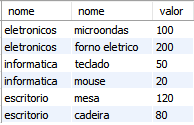 nome nome valor
eletronicos microondas 100
eletronicos forno eletrico 200
informatica teclado 50
informatica mouse 20
escritorio mesa 120
escritorio cadeira 80